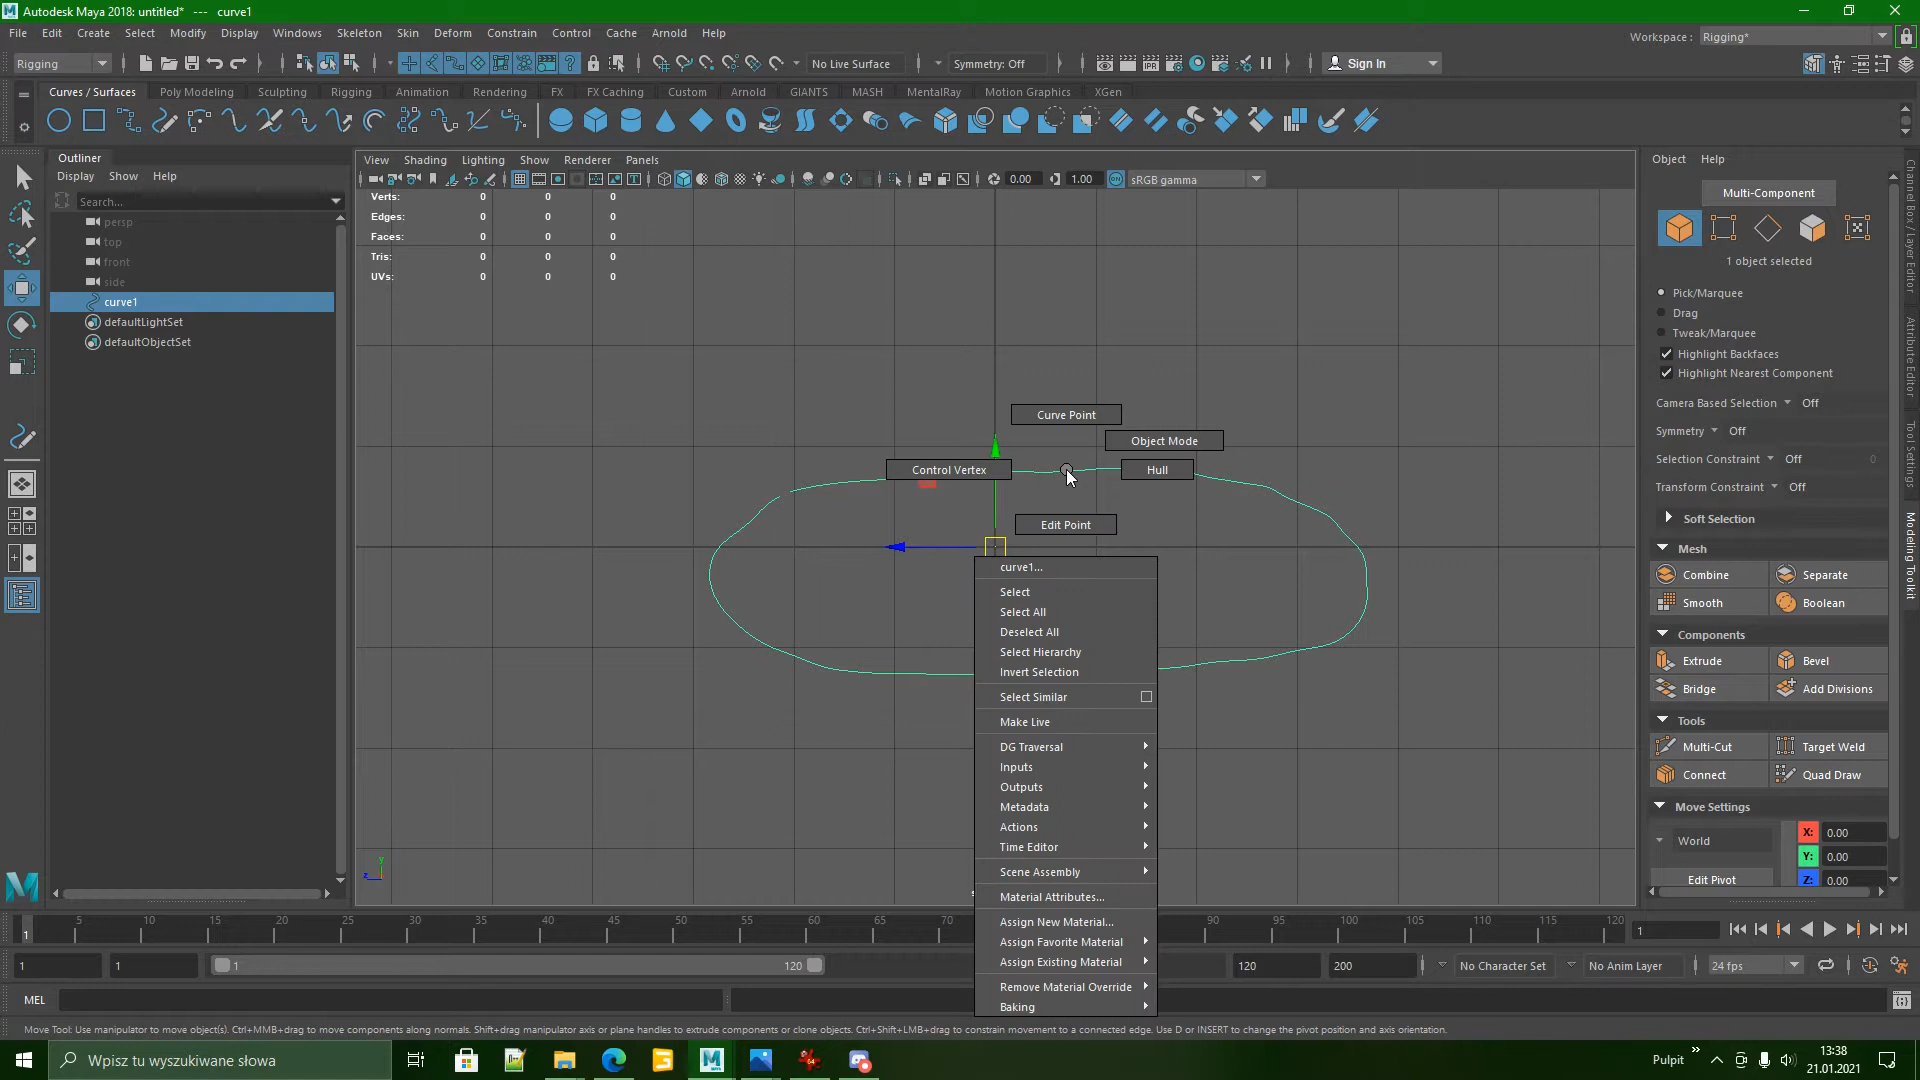 Autodesk Maya 2018: untitled* --- curve1
File Edit Create Select Modify Display Windows Skeleton Skin Deform Constrain Control Cache Arnold Help
Workspace : Rigging*
Rigging No Live Surface Symmetry: Off Sign In
Curves / Surfaces Poly Modeling Sculpting Rigging Animation Rendering FX FX Caching Custom Arnold GIANTS MASH MentalRay Motion Graphics XGen
Outliner
Display Show Help
Search...
persp
top
front
side
curve1
defaultLightSet
defaultObjectSet
View Shading Lighting Show Renderer Panels
0.00 1.00 sRGB gamma
Verts: 0 0 0
Edges: 0 0 0
Faces: 0 0 0
Tris: 0 0 0
UVs: 0 0 0
Curve Point
Object Mode
Control Vertex
Hull
Edit Point
curve1...
Select
Select All
Deselect All
Select Hierarchy
Invert Selection
Select Similar
Make Live
DG Traversal
Inputs
Outputs
Metadata
Actions
Time Editor
Scene Assembly
Material Attributes...
Assign New Material...
Assign Favorite Material
Assign Existing Material
Remove Material Override
Baking
y
z
Object Help
Multi-Component
1 object selected
Pick/Marquee
Drag
Tweak/Marquee
Highlight Backfaces
Highlight Nearest Component
Camera Based Selection Off
Symmetry Off
Selection Constraint Off 0
Transform Constraint Off
Soft Selection
Mesh
Combine Separate
Smooth Boolean
Components
Extrude Bevel
Bridge Add Divisions
Tools
Multi-Cut Target Weld
Connect Quad Draw
Move Settings
World X: 0.00
Y: 0.00
Edit Pivot Z: 0.00
Channel Box / Layer Editor
Attribute Editor
Tool Settings
Modeling Toolkit
1 5 10 15 20 25 30 35 40 45 50 55 60 65 70 90 95 100 105 110 115 120 1
1 1 1 120 120 200 No Character Set No Anim Layer 24 fps
MEL
Move Tool: Use manipulator to move object(s). Ctrl+MMB+drag to move components along normals. Shift+drag manipulator axis or plane handles to extrude components or clone objects. Ctrl+Shift+LMB+drag to constrain movement to a connected edge. Use D or INSERT to change the pivot position and axis orientation.
Wpisz tu wyszukiwane słowa
Pulpit
13:38
21.01.2021